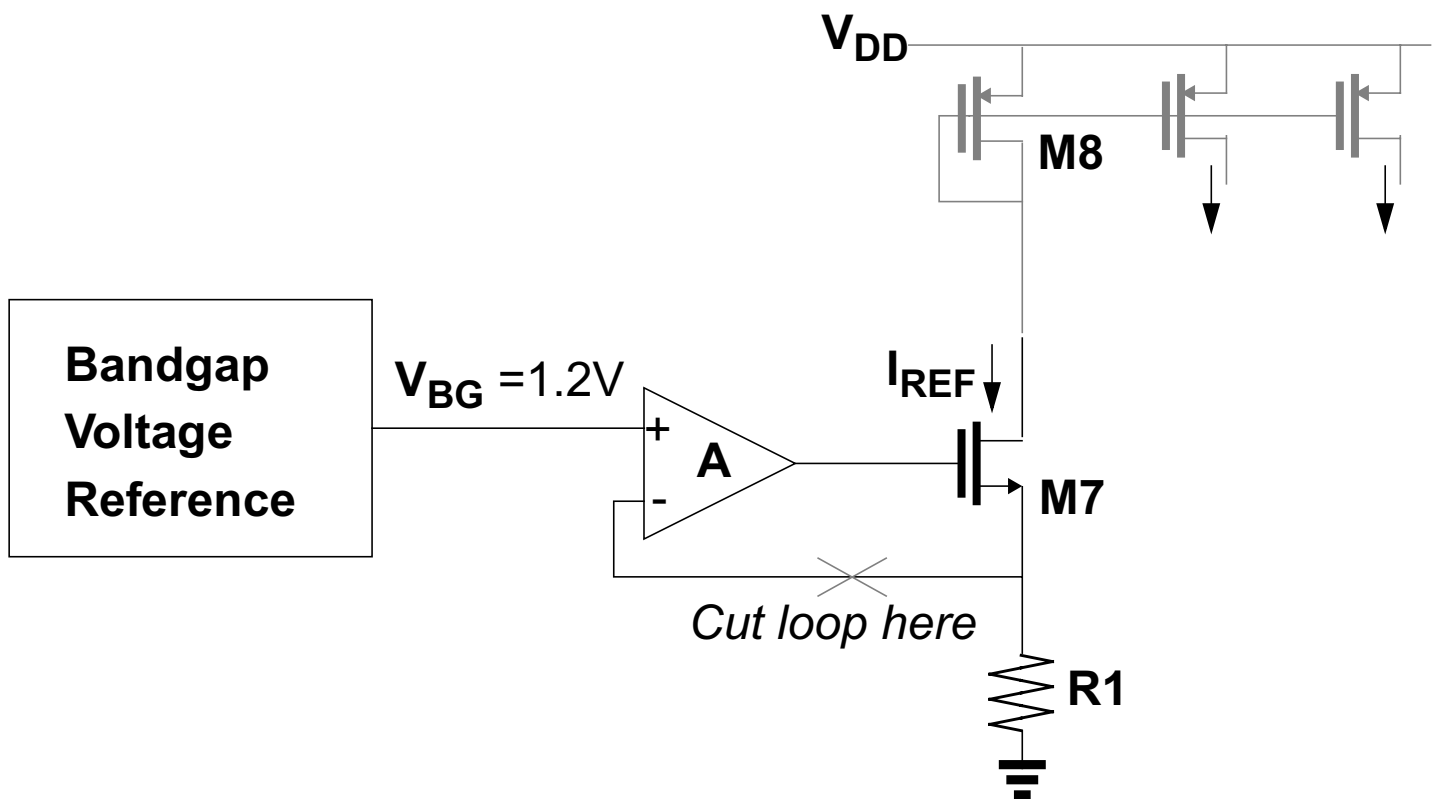 VDD
M8
Bandgap
Voltage
Reference
VBG =1.2V
IREF
+
A
-
M7
Cut loop here
R1